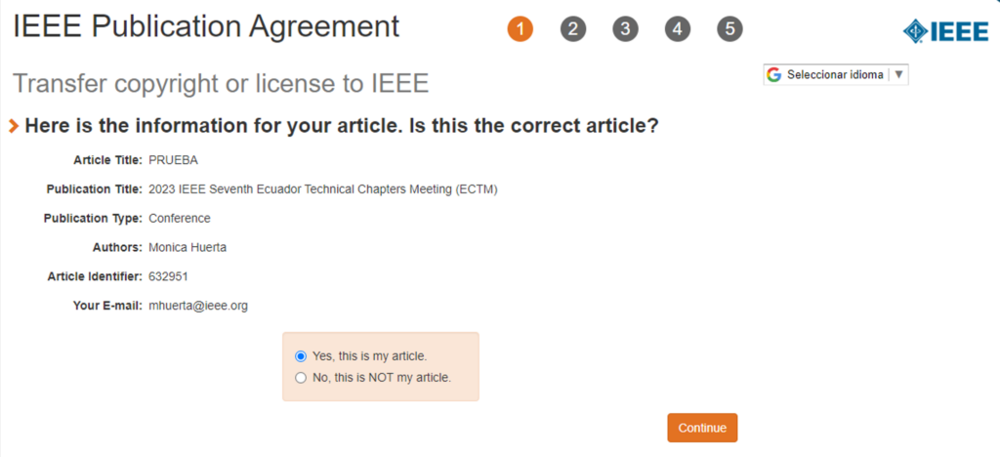 IEEE Publication Agreement
1 2 3 4 5
IEEE
Transfer copyright or license to IEEE
Seleccionar idioma ▼
Here is the information for your article. Is this the correct article?
Article Title: PRUEBA
Publication Title: 2023 IEEE Seventh Ecuador Technical Chapters Meeting (ECTM)
Publication Type: Conference
Authors: Monica Huerta
Article Identifier: 632951
Your E-mail: mhuerta@ieee.org
Yes, this is my article.
No, this is NOT my article.
Continue